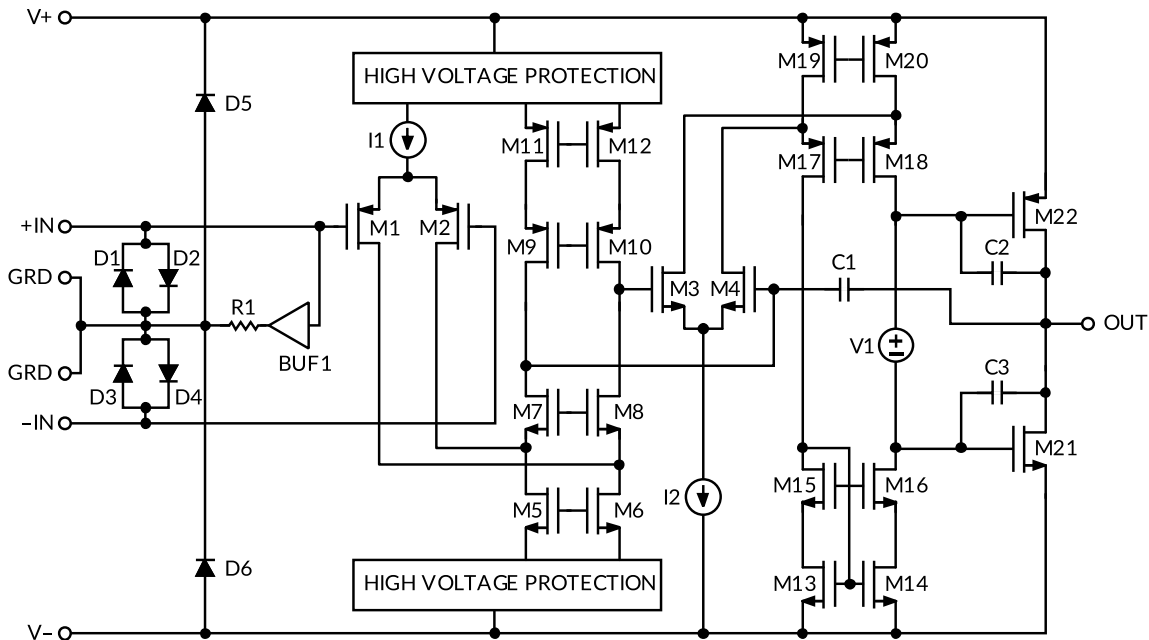 V+
M19 M20
HIGH VOLTAGE PROTECTION
D5
I1
M11 M12
M17 M18
+IN
M1 M2
M22
M9 M10
D1 D2
C2
GRD
C1
M3 M4
R1
OUT
BUF1
V1
GRD
D3 D4
C3
M7 M8
–IN
M21
M15 M16
I2
M5 M6
D6
HIGH VOLTAGE PROTECTION
M13 M14
V–